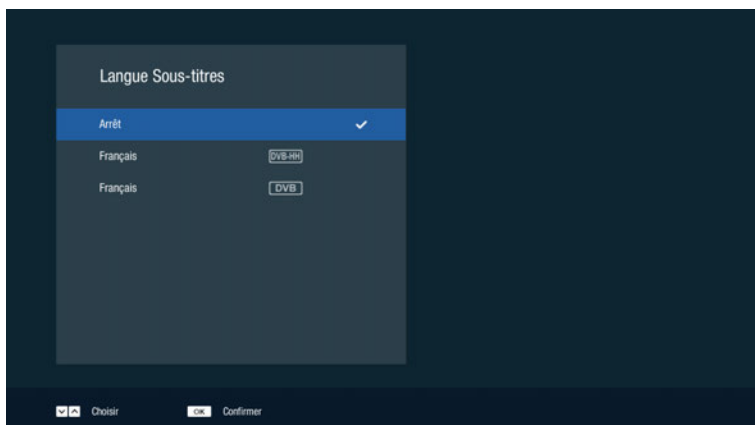 Langue Sous-titres
Arrêt
Français DVB-HH
Français DVB
Choisir OK Confirmer